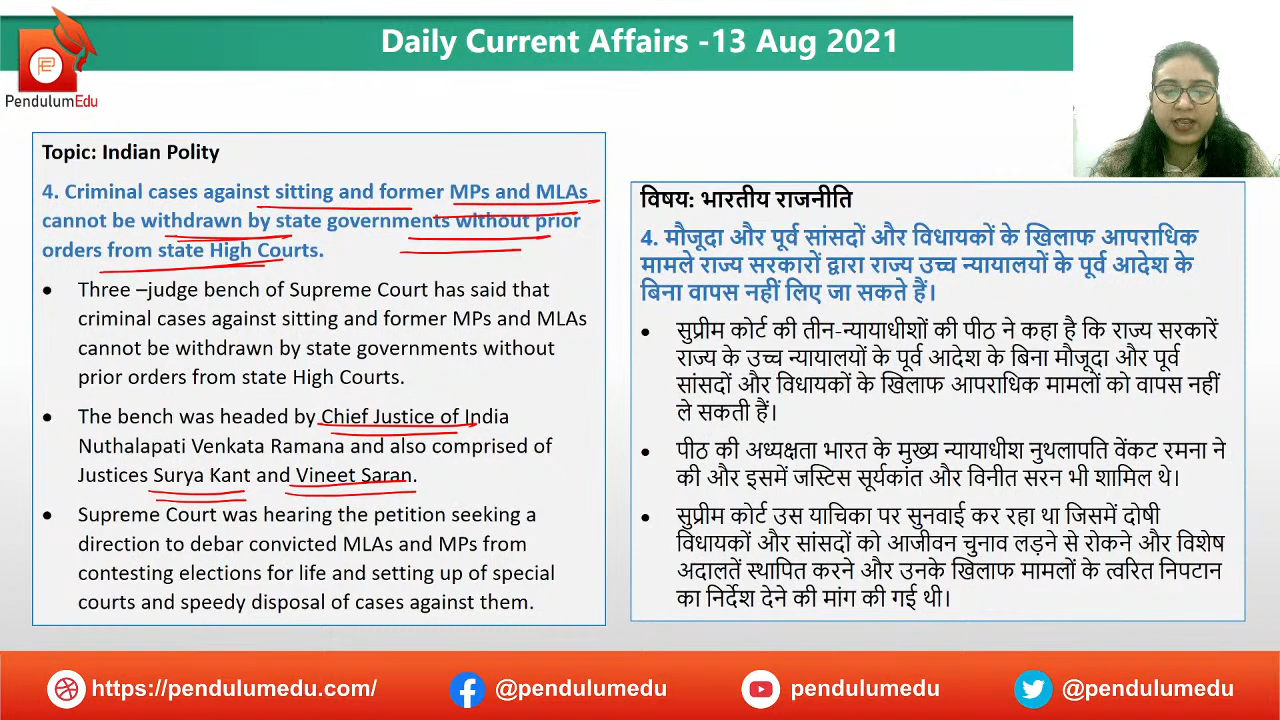 Daily Current Affairs -13 Aug 2021
PendulumEdu
Topic: Indian Polity
4. Criminal cases against sitting and former MPs and MLAs
cannot be withdrawn by state governments without prior
orders from state High Courts.
• Three –judge bench of Supreme Court has said that
criminal cases against sitting and former MPs and MLAs
cannot be withdrawn by state governments without
prior orders from state High Courts.
• The bench was headed by Chief Justice of India
Nuthalapati Venkata Ramana and also comprised of
Justices Surya Kant and Vineet Saran.
• Supreme Court was hearing the petition seeking a
direction to debar convicted MLAs and MPs from
contesting elections for life and setting up of special
courts and speedy disposal of cases against them.
विषय: भारतीय राजनीति
4. मौजूदा और पूर्व सांसदों और विधायकों के खिलाफ आपराधिक
मामले राज्य सरकारों द्वारा राज्य उच्च न्यायालयों के पूर्व आदेश के
बिना वापस नहीं लिए जा सकते हैं।
• सुप्रीम कोर्ट की तीन-न्यायाधीशों की पीठ ने कहा है कि राज्य सरकारें
राज्य के उच्च न्यायालयों के पूर्व आदेश के बिना मौजूदा और पूर्व
सांसदों और विधायकों के खिलाफ आपराधिक मामलों को वापस नहीं
ले सकती हैं।
• पीठ की अध्यक्षता भारत के मुख्य न्यायाधीश नुथलापति वेंकट रमना ने
की और इसमें जस्टिस सूर्यकांत और विनीत सरन भी शामिल थे।
• सुप्रीम कोर्ट उस याचिका पर सुनवाई कर रहा था जिसमें दोषी
विधायकों और सांसदों को आजीवन चुनाव लड़ने से रोकने और विशेष
अदालतें स्थापित करने और उनके खिलाफ मामलों के त्वरित निपटान
का निर्देश देने की मांग की गई थी।
https://pendulumedu.com/
@pendulumedu
pendulumedu
@pendulumedu